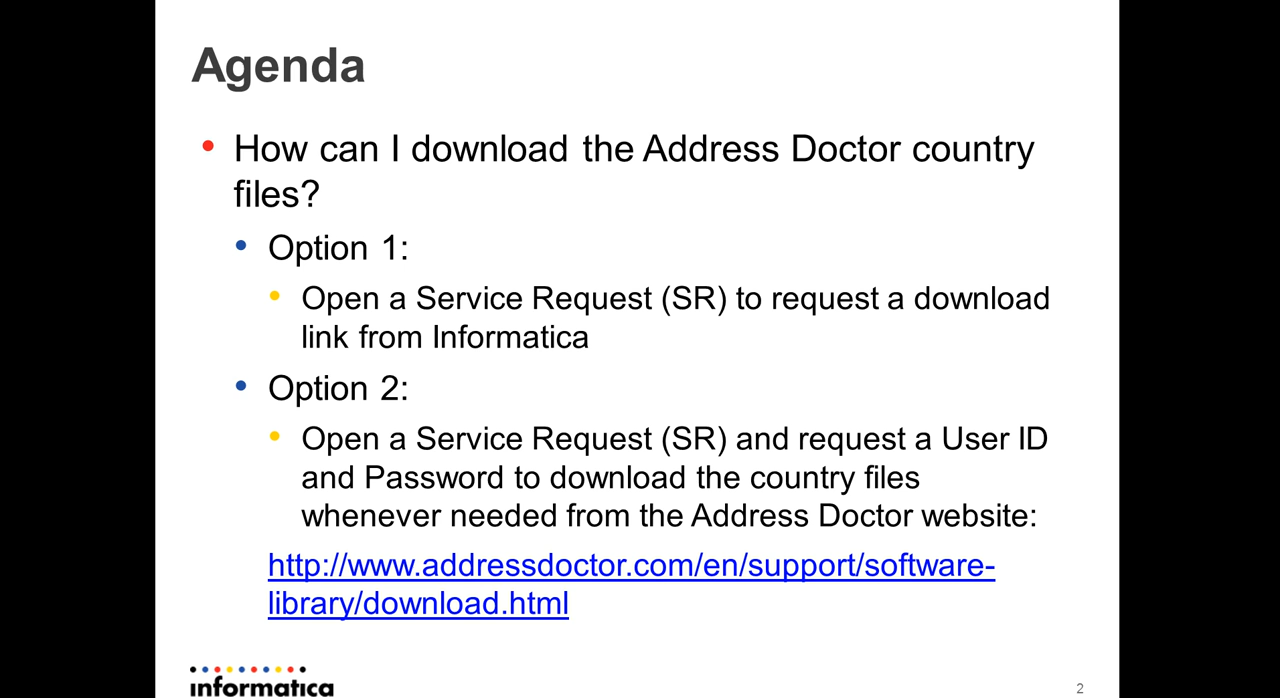 Agenda
• How can I download the Address Doctor country
files?
• Option 1:
• Open a Service Request (SR) to request a download
link from Informatica
• Option 2:
• Open a Service Request (SR) and request a User ID
and Password to download the country files
whenever needed from the Address Doctor website:
http://www.addressdoctor.com/en/support/software-
library/download.html
informatica
2